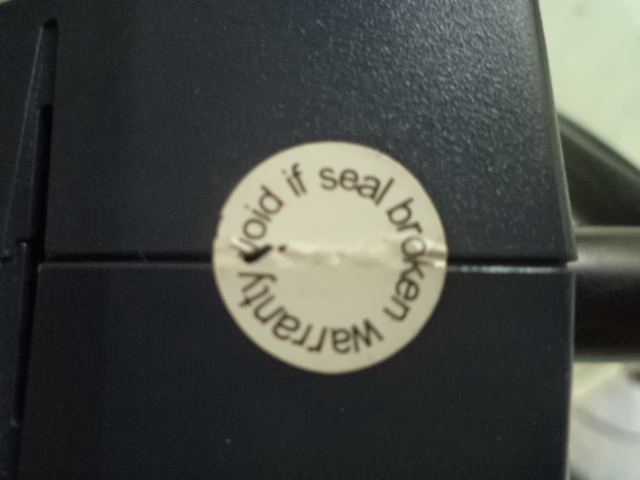 warranty void if seal broken